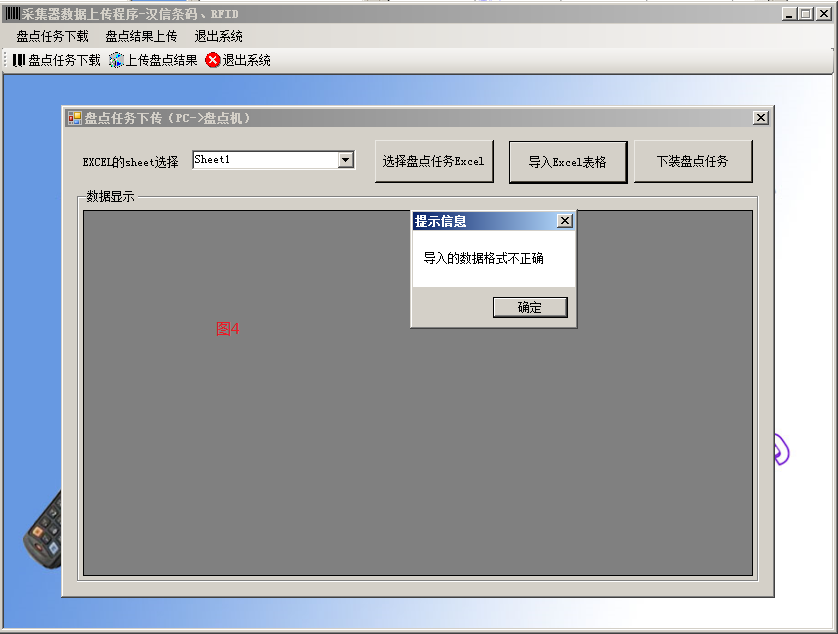 采集器数据上传程序-汉信条码、RFID
盘点任务下载 盘点结果上传 退出系统
盘点任务下载 上传盘点结果 退出系统
盘点任务下传（PC->盘点机）
EXCEL的sheet选择 Sheet1 选择盘点任务Excel 导入Excel表格 下装盘点任务
数据显示
提示信息
导入的数据格式不正确
确定
图4